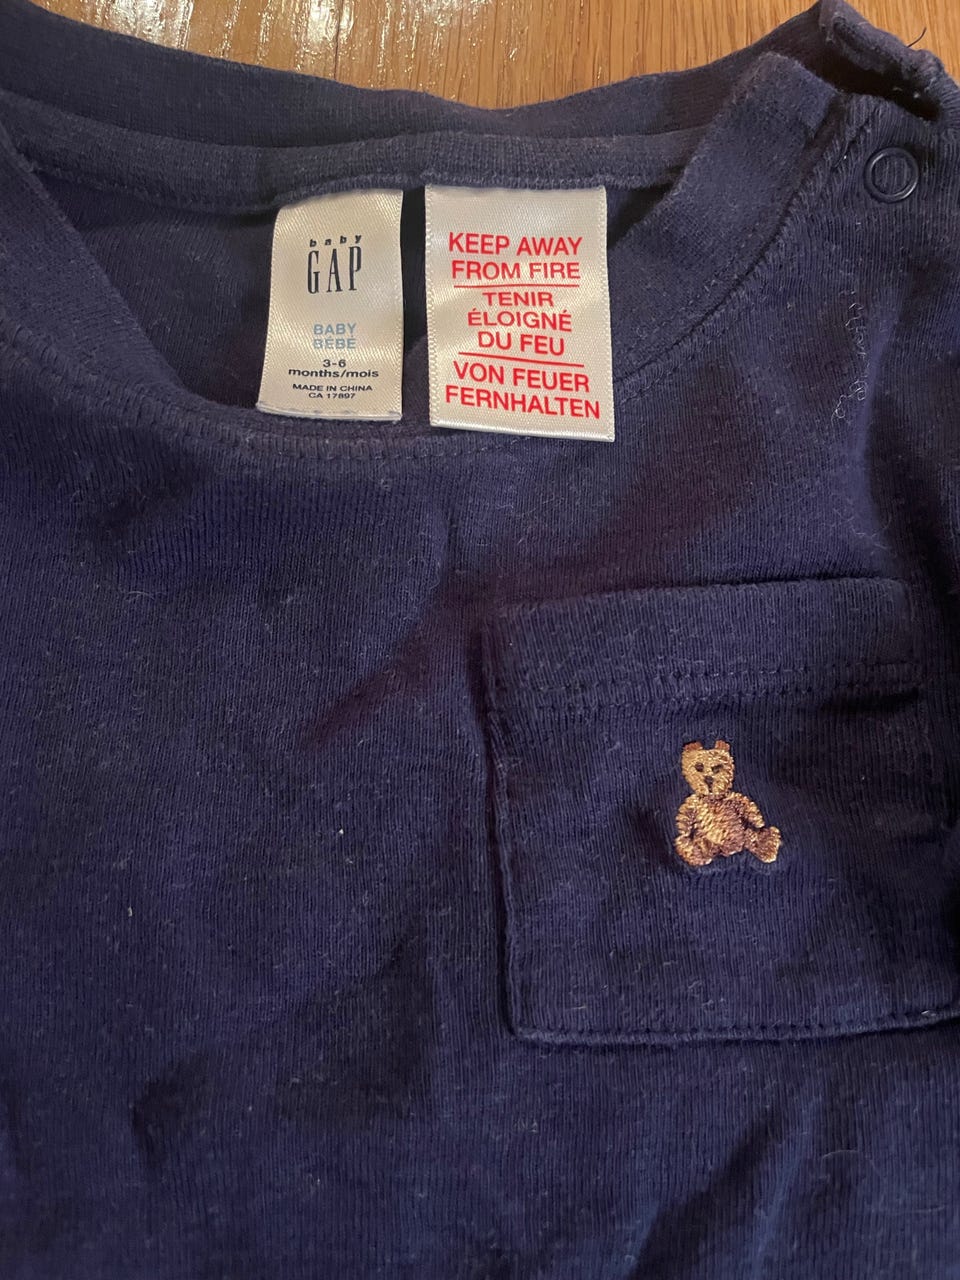 baby
GAP
BABY
BÉBÉ
3-6
months/mois
MADE IN CHINA
CA 17897
KEEP AWAY
FROM FIRE
TENIR
ÉLOIGNÉ
DU FEU
VON FEUER
FERNHALTEN